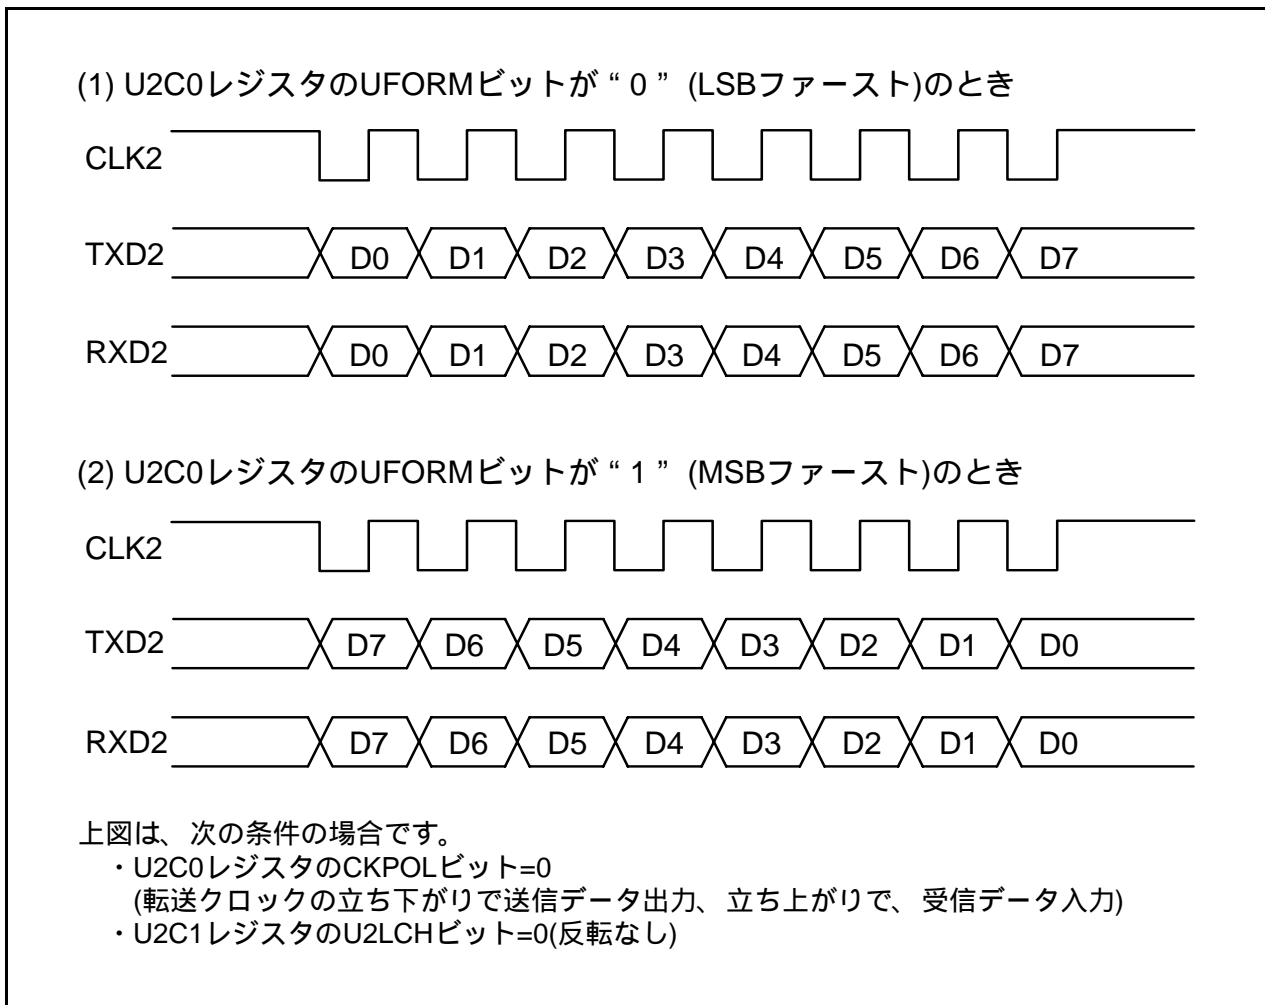 (1) U2C0レジスタのUFORMビットが“0”(LSBファースト)のとき
CLK2
TXD2 D0 D1 D2 D3 D4 D5 D6 D7
RXD2 D0 D1 D2 D3 D4 D5 D6 D7
(2) U2C0レジスタのUFORMビットが“1”(MSBファースト)のとき
CLK2
TXD2 D7 D6 D5 D4 D3 D2 D1 D0
RXD2 D7 D6 D5 D4 D3 D2 D1 D0
上図は、次の条件の場合です。
・U2C0レジスタのCKPOLビット=0
(転送クロックの立ち下がりで送信データ出力、立ち上がりで、受信データ入力)
・U2C1レジスタのU2LCHビット=0(反転なし)